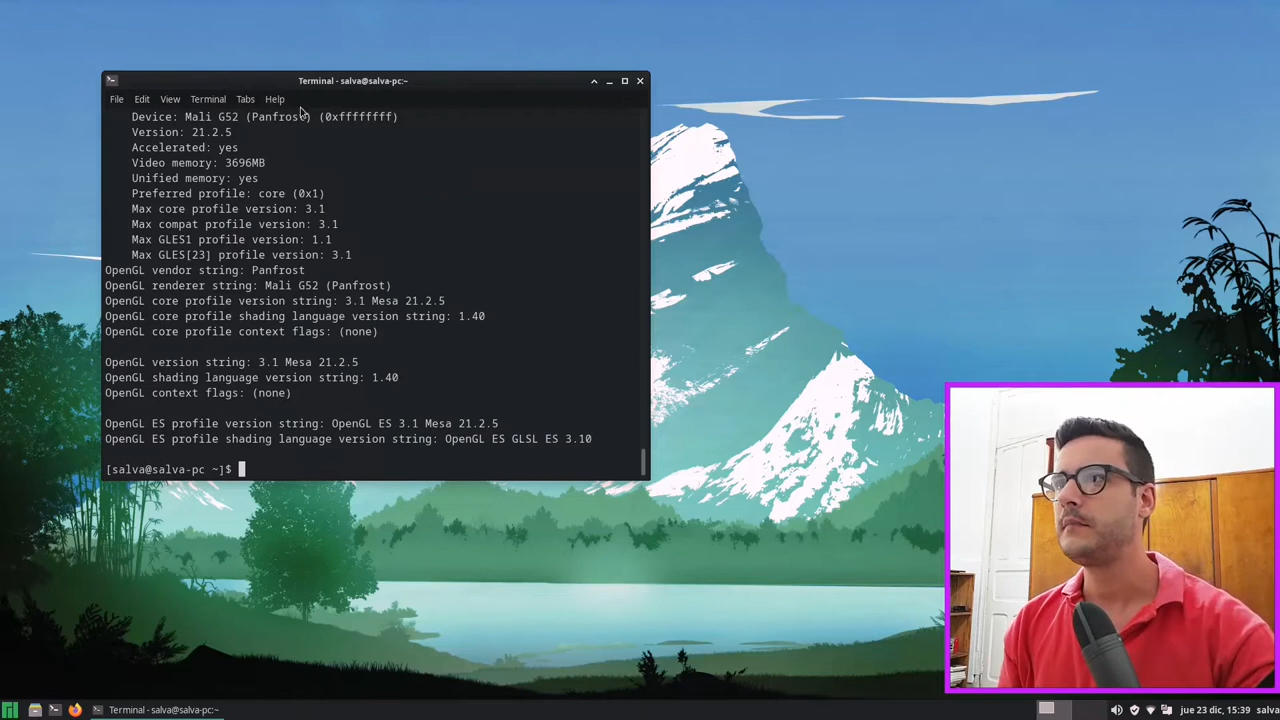 Terminal - salva@salva-pc:~
File Edit View Terminal Tabs Help
Device: Mali G52 (Panfrost) (0xffffffff)
Version: 21.2.5
Accelerated: yes
Video memory: 3696MB
Unified memory: yes
Preferred profile: core (0x1)
Max core profile version: 3.1
Max compat profile version: 3.1
Max GLES1 profile version: 1.1
Max GLES[23] profile version: 3.1
OpenGL vendor string: Panfrost
OpenGL renderer string: Mali G52 (Panfrost)
OpenGL core profile version string: 3.1 Mesa 21.2.5
OpenGL core profile shading language version string: 1.40
OpenGL core profile context flags: (none)
OpenGL version string: 3.1 Mesa 21.2.5
OpenGL shading language version string: 1.40
OpenGL context flags: (none)
OpenGL ES profile version string: OpenGL ES 3.1 Mesa 21.2.5
OpenGL ES profile shading language version string: OpenGL ES GLSL ES 3.10
[salva@salva-pc ~]$
Terminal - salva@salva-pc:~
jue 23 dic, 15:39 salva